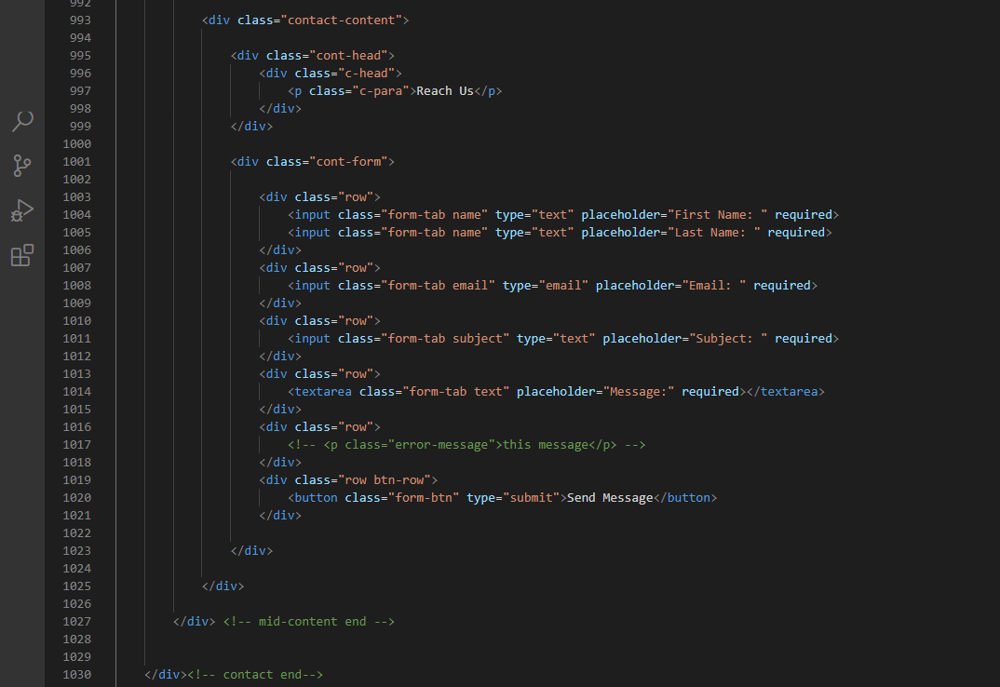 992
993 <div class="contact-content">
994
995 <div class="cont-head">
996 <div class="c-head">
997 <p class="c-para">Reach Us</p>
998 </div>
999 </div>
1000
1001 <div class="cont-form">
1002
1003 <div class="row">
1004 <input class="form-tab name" type="text" placeholder="First Name: " required>
1005 <input class="form-tab name" type="text" placeholder="Last Name: " required>
1006 </div>
1007 <div class="row">
1008 <input class="form-tab email" type="email" placeholder="Email: " required>
1009 </div>
1010 <div class="row">
1011 <input class="form-tab subject" type="text" placeholder="Subject: " required>
1012 </div>
1013 <div class="row">
1014 <textarea class="form-tab text" placeholder="Message:" required></textarea>
1015 </div>
1016 <div class="row">
1017 <!-- <p class="error-message">this message</p> -->
1018 </div>
1019 <div class="row btn-row">
1020 <button class="form-btn" type="submit">Send Message</button>
1021 </div>
1022
1023 </div>
1024
1025 </div>
1026
1027 </div> <!-- mid-content end -->
1028
1029
1030 </div><!-- contact end-->